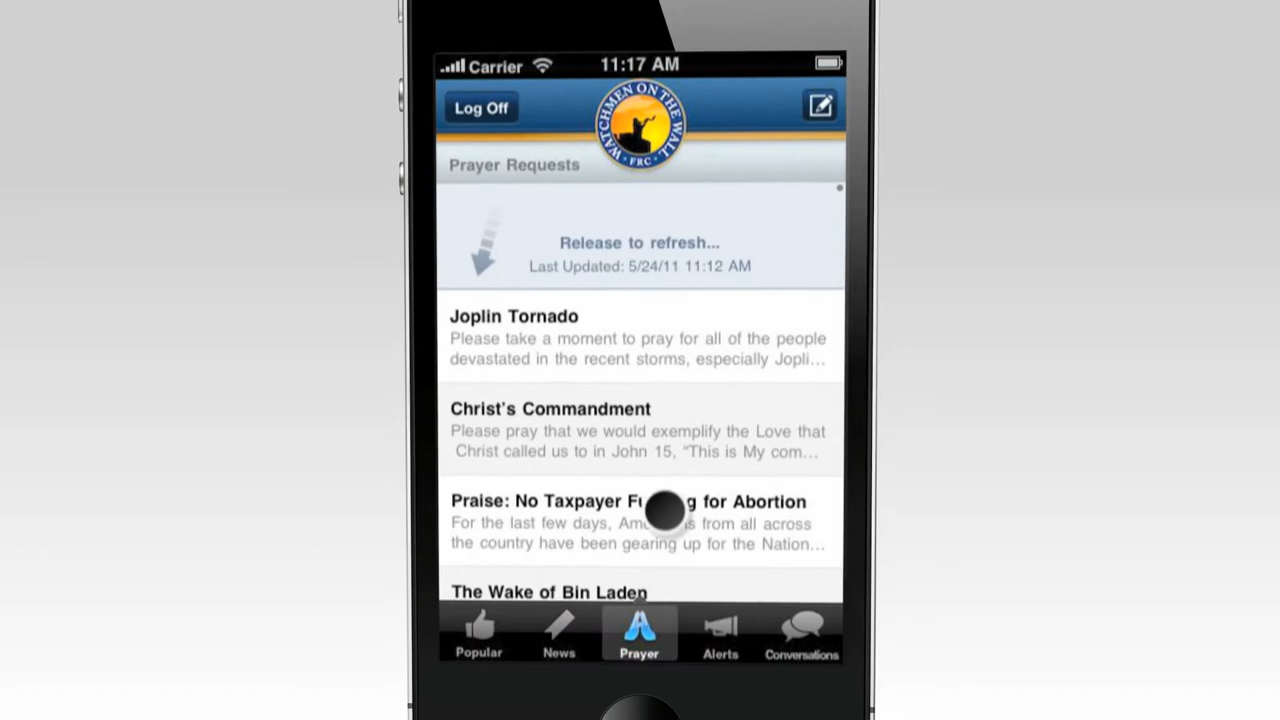 Carrier
11:17 AM
Log Off
WATCHMEN ON THE WALL
FRC
Prayer Requests
Release to refresh...
Last Updated: 5/24/11 11:12 AM
Joplin Tornado
Please take a moment to pray for all of the people
devastated in the recent storms, especially Jopli...
Christ's Commandment
Please pray that we would exemplify the Love that
Christ called us to in John 15, "This is My com...
Praise: No Taxpayer for Abortion
For the last few days, from all across
the country have been gearing up for the Nation...
The Wake of Bin Laden
Popular
News
Prayer
Alerts
Conversations